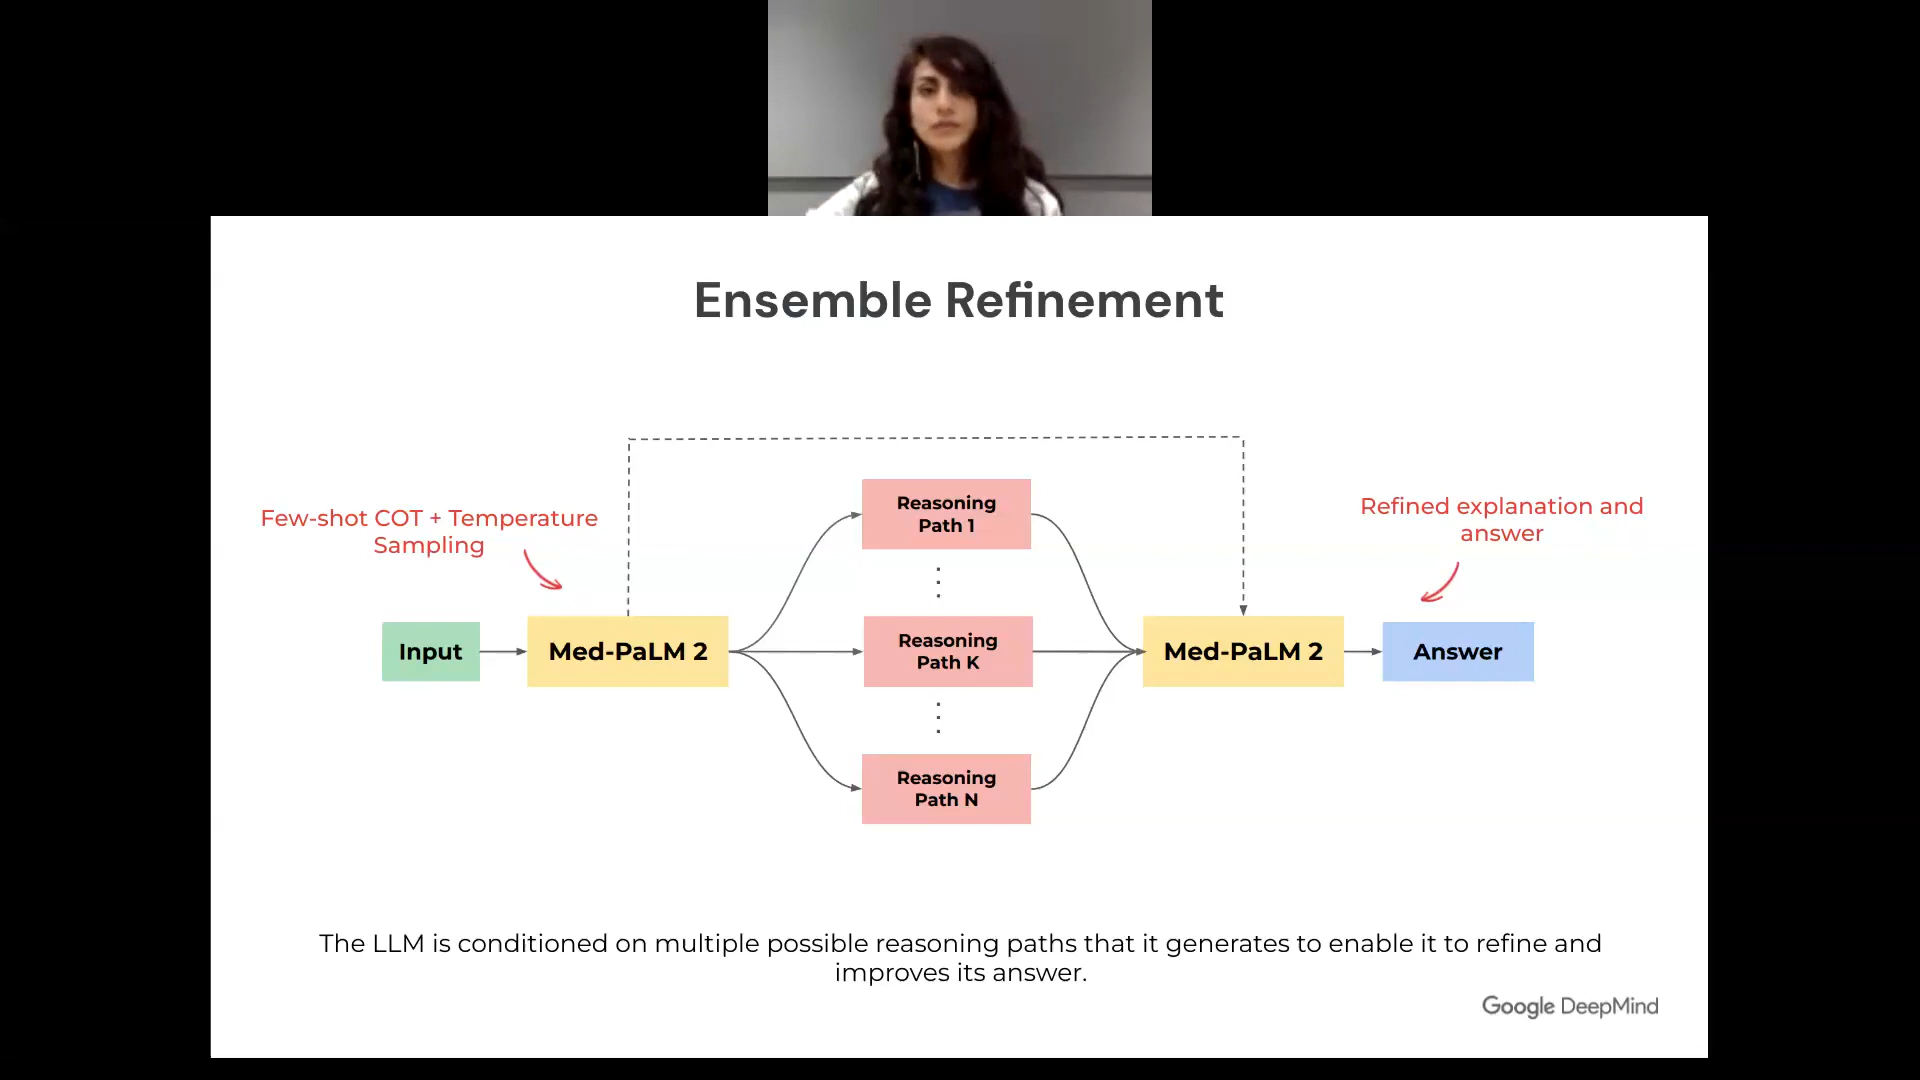 Ensemble Refinement
Few-shot COT + Temperature
Sampling
Refined explanation and
answer
Reasoning
Path 1
Input
Med-PaLM 2
Reasoning
Path K
Med-PaLM 2
Answer
Reasoning
Path N
The LLM is conditioned on multiple possible reasoning paths that it generates to enable it to refine and
improves its answer.
Google DeepMind